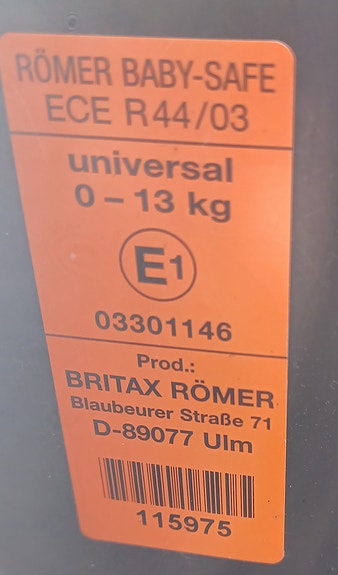 RÖMER BABY-SAFE
ECE R44/03
universal
0 – 13 kg
E1
03301146
Prod.:
BRITAX RÖMER
Blaubeurer Straße 71
D-89077 Ulm
115975